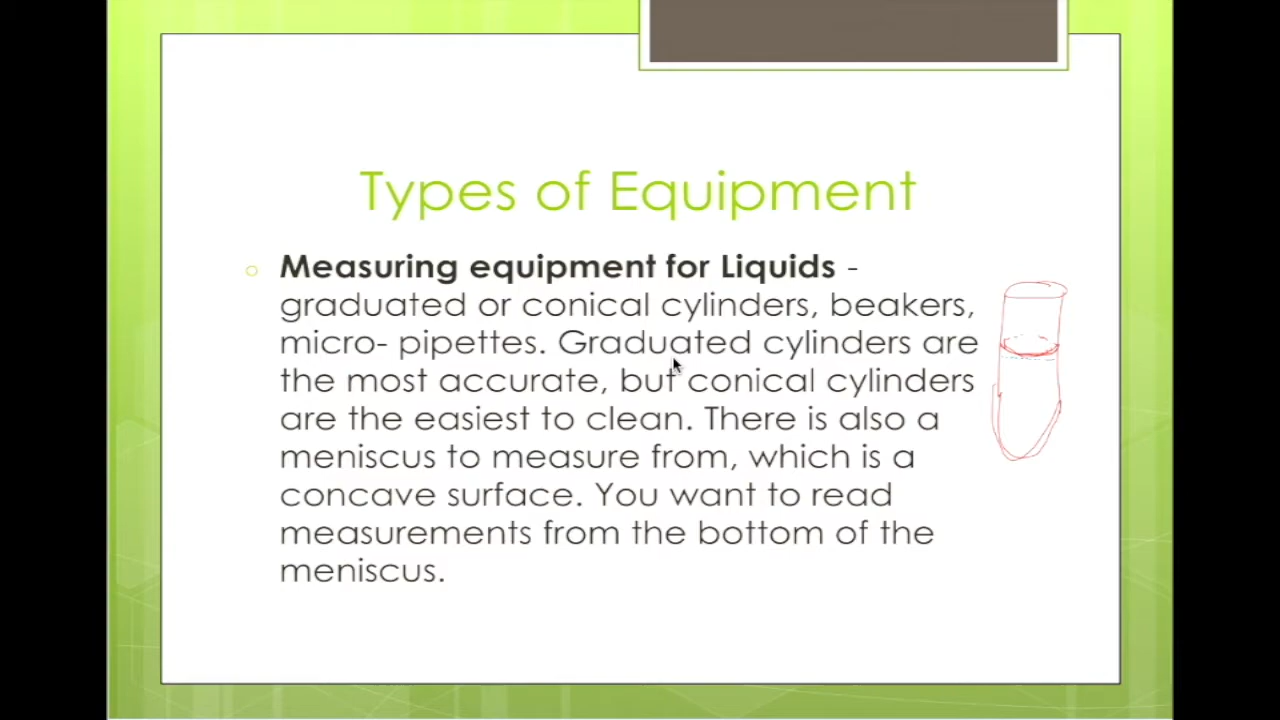 Types of Equipment
Measuring equipment for Liquids -
graduated or conical cylinders, beakers,
micro- pipettes. Graduated cylinders are
the most accurate, but conical cylinders
are the easiest to clean. There is also a
meniscus to measure from, which is a
concave surface. You want to read
measurements from the bottom of the
meniscus.